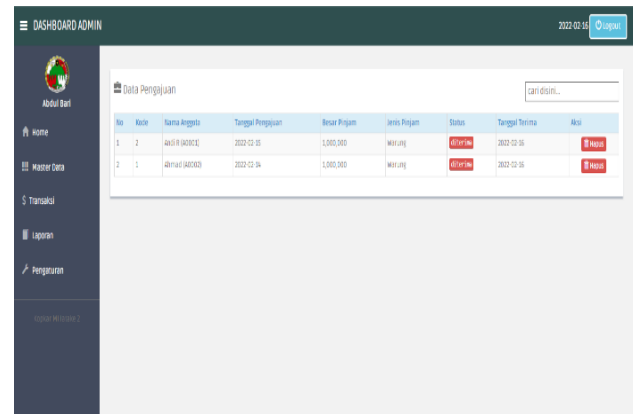 DASHBOARD ADMIN 2022-02-16 Logout
Abdul Bari
Home
Master Data
Transaksi
Laporan
Pengaturan
Data Pengajuan cari disini...
No Kode Nama Anggota Tanggal Pengajuan Besar Pinjam Jenis Pinjam Status Tanggal Terima Aksi
1 2 Andi R (A0001) 2022-02-15 1,000,000 Warung diterima 2022-02-16 Hapus
2 1 Ahmad (A0002) 2022-02-14 1,000,000 Warung diterima 2022-02-16 Hapus